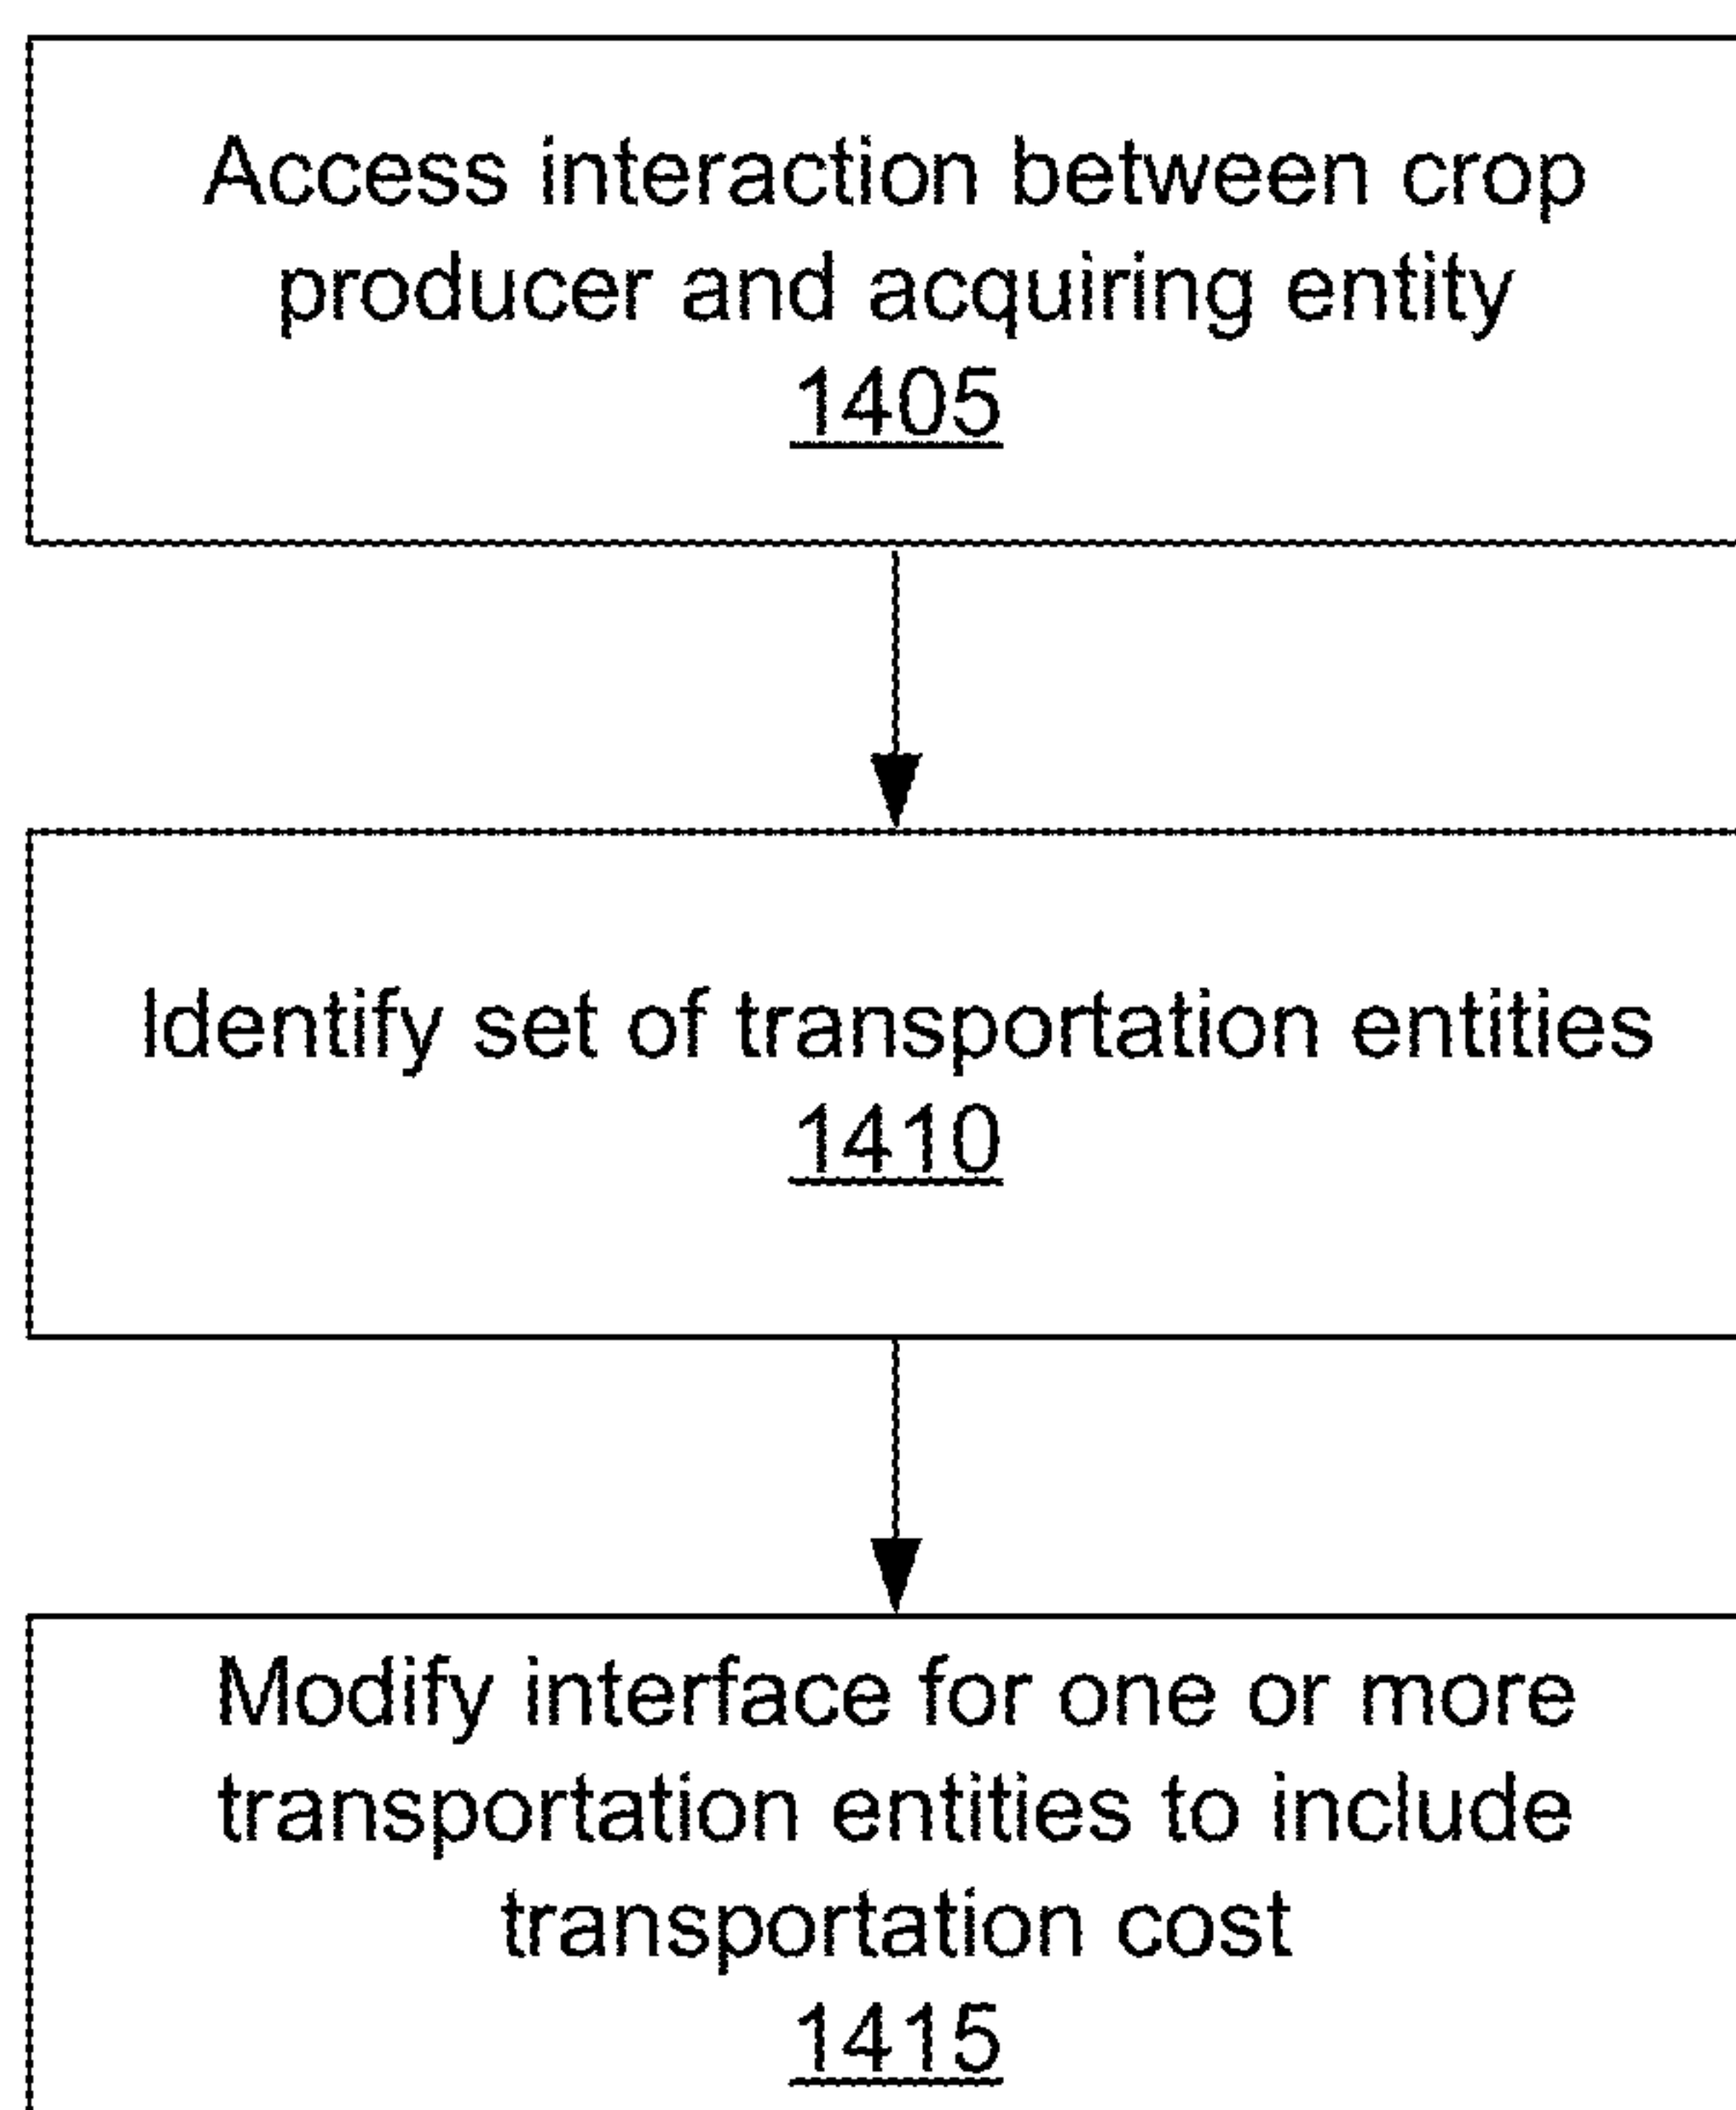 Access interaction between crop
producer and acquiring entity
1405
Identify set of transportation entities
1410
Modify interface for one or more
transportation entities to include
transportation cost
1415